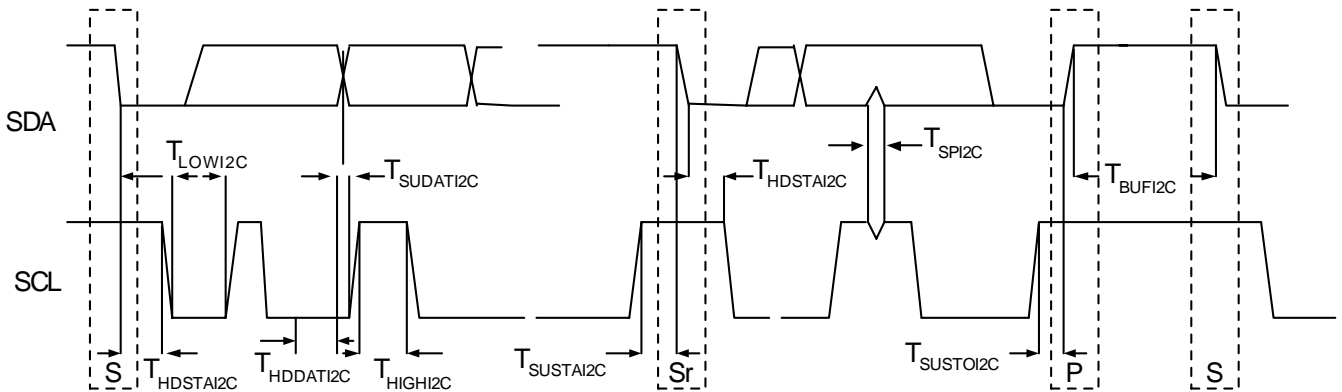 SDA
T_LOWI2C
T_SUDATI2C
T_HDSTAI2C
T_SPI2C
T_BUFI2C
SCL
S
T_HDSTAI2C
T_HDDATI2C
T_HIGHI2C
T_SUSTAI2C
Sr
T_SUSTOI2C
P
S